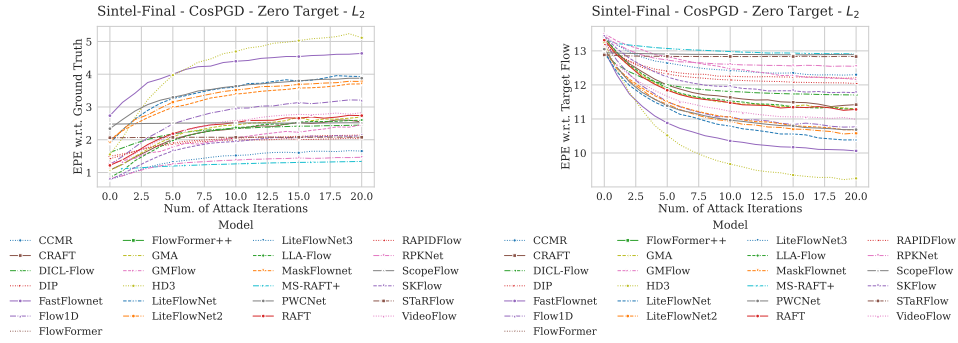 Sintel-Final - CosPGD - Zero Target - L2
EPE w.r.t. Ground Truth
5
4
3
2
1
0.0 2.5 5.0 7.5 10.0 12.5 15.0 17.5 20.0
Num. of Attack Iterations
Model
CCMR FlowFormer++ LiteFlowNet3 RAPIDFlow
CRAFT GMA LLA-Flow RPKNet
DICL-Flow GMFlow MaskFlownet ScopeFlow
DIP HD3 MS-RAFT+ SKFlow
FastFlownet LiteFlowNet PWCNet STaRFlow
Flow1D LiteFlowNet2 RAFT VideoFlow
FlowFormer
Sintel-Final - CosPGD - Zero Target - L2
EPE w.r.t. Target Flow
13
12
11
10
0.0 2.5 5.0 7.5 10.0 12.5 15.0 17.5 20.0
Num. of Attack Iterations
Model
CCMR FlowFormer++ LiteFlowNet3 RAPIDFlow
CRAFT GMA LLA-Flow RPKNet
DICL-Flow GMFlow MaskFlownet ScopeFlow
DIP HD3 MS-RAFT+ SKFlow
FastFlownet LiteFlowNet PWCNet STaRFlow
Flow1D LiteFlowNet2 RAFT VideoFlow
FlowFormer